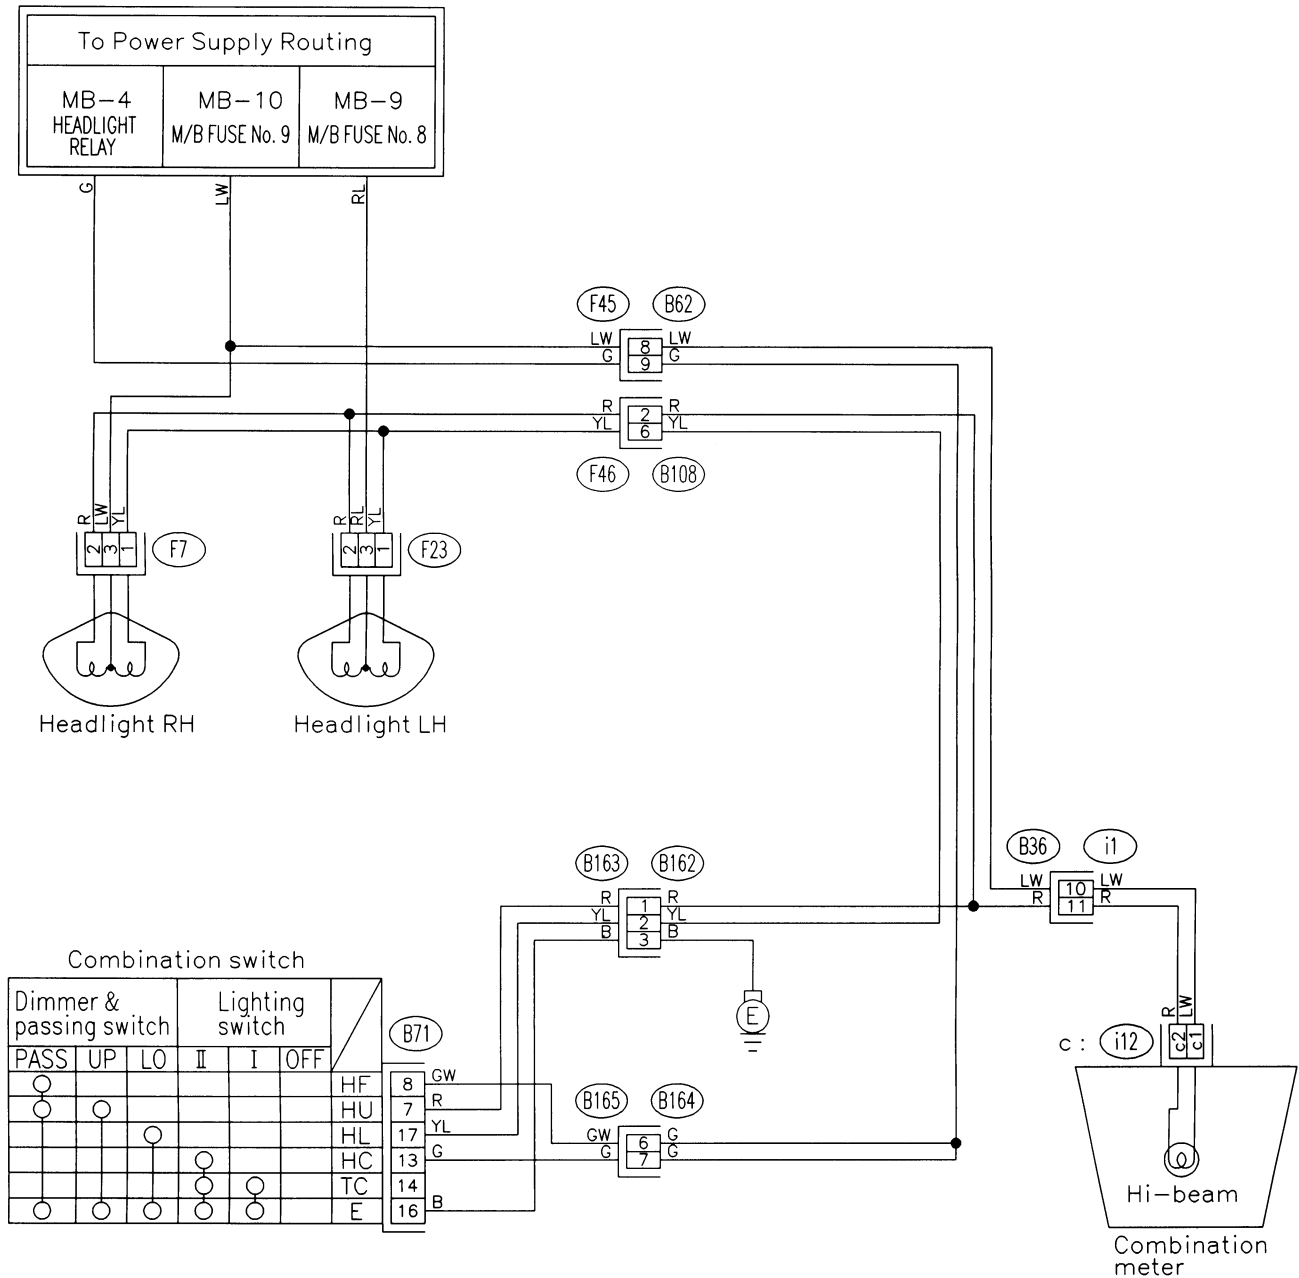 To Power Supply Routing
MB-4 MB-10 MB-9
HEADLIGHT RELAY M/B FUSE No. 9 M/B FUSE No. 8
G LW RL
F45 B62
LW 8 LW
G 9 G
R 2 R
YL 6 YL
F46 B108
R LW YL
2 3 1
F7
R RL YL
2 3 1
F23
Headlight RH
Headlight LH
B36 i1
LW 10 LW
R 11 R
B163 B162
R 1 R
YL 2 YL
B 3 B
E
R LW
c: i12
c2 c1
Hi-beam
Combination
meter
Combination switch
Dimmer &
passing switch
Lighting
switch
B71
PASS UP LO II I OFF
HF 8 GW
HU 7 R
HL 17 YL
HC 13 G
TC 14
E 16 B
B165 B164
GW 6 G
G 7 G